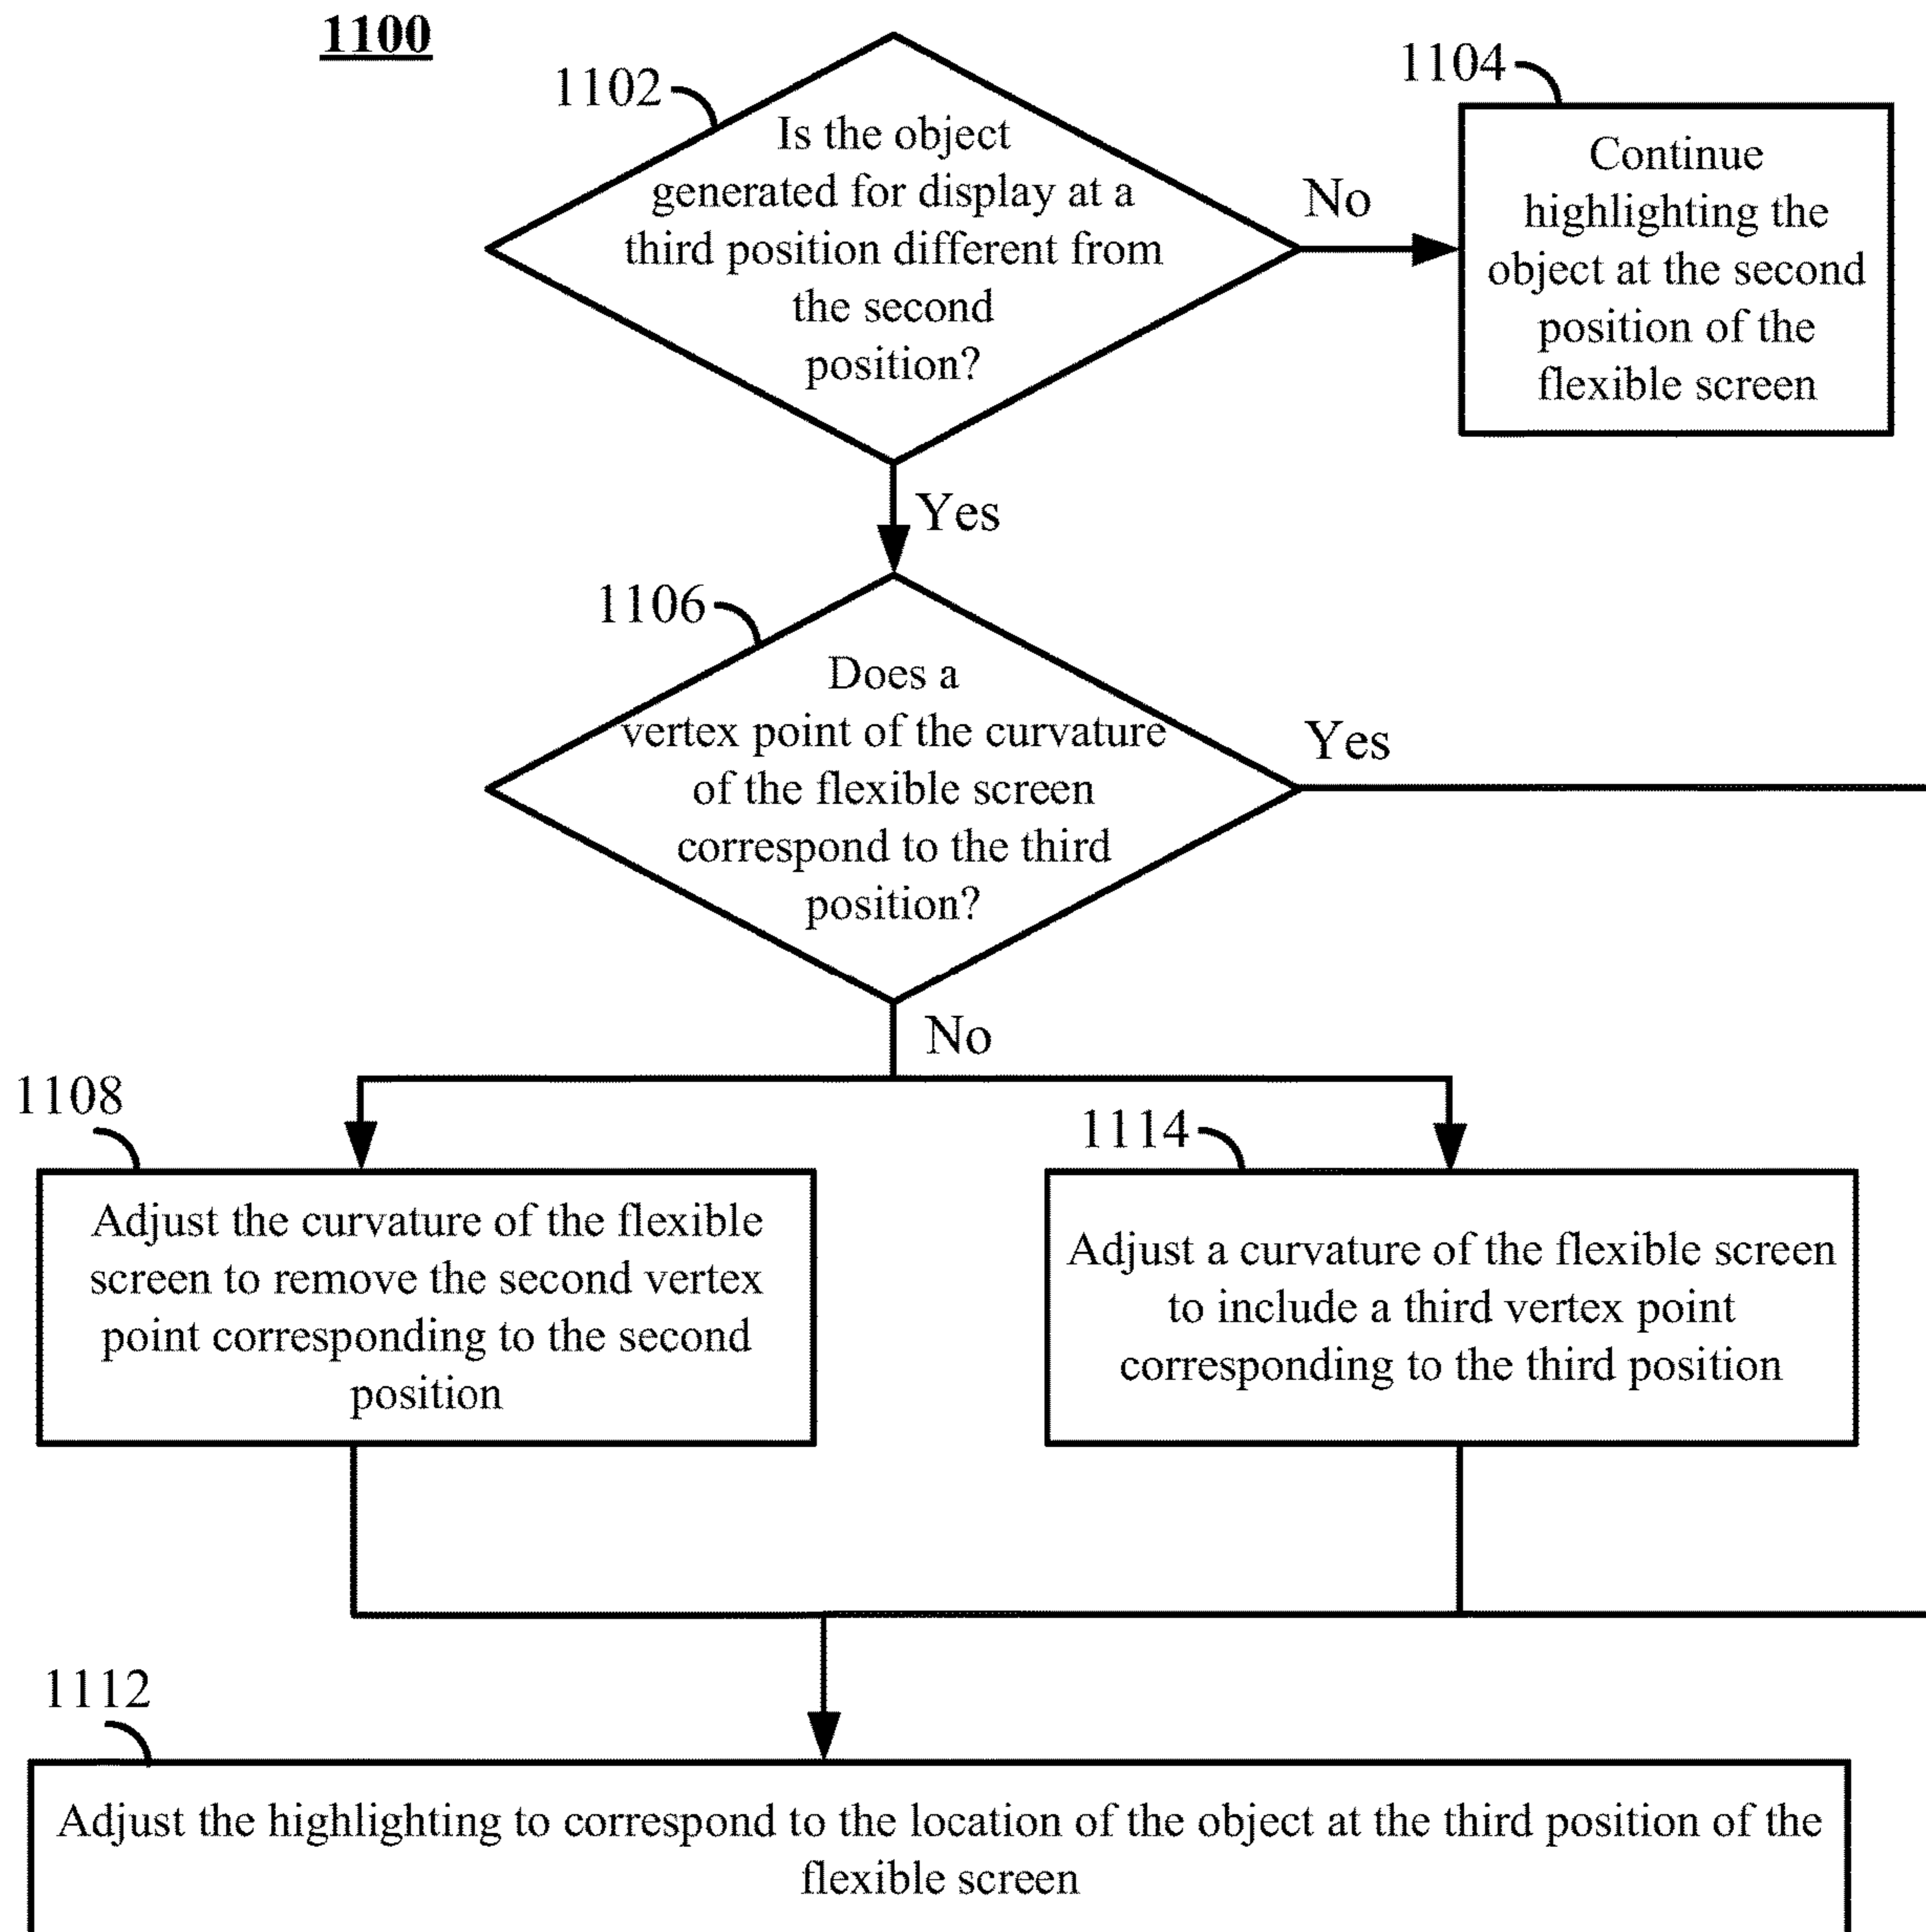 1100
1102
Is the object
generated for display at a
third position different from
the second
position?
No
1104
Continue
highlighting the
object at the second
position of the
flexible screen
Yes
1106
Does a
vertex point of the curvature
of the flexible screen
correspond to the third
position?
Yes
No
1108
Adjust the curvature of the flexible
screen to remove the second vertex
point corresponding to the second
position
1114
Adjust a curvature of the flexible screen
to include a third vertex point
corresponding to the third position
1112
Adjust the highlighting to correspond to the location of the object at the third position of the
flexible screen